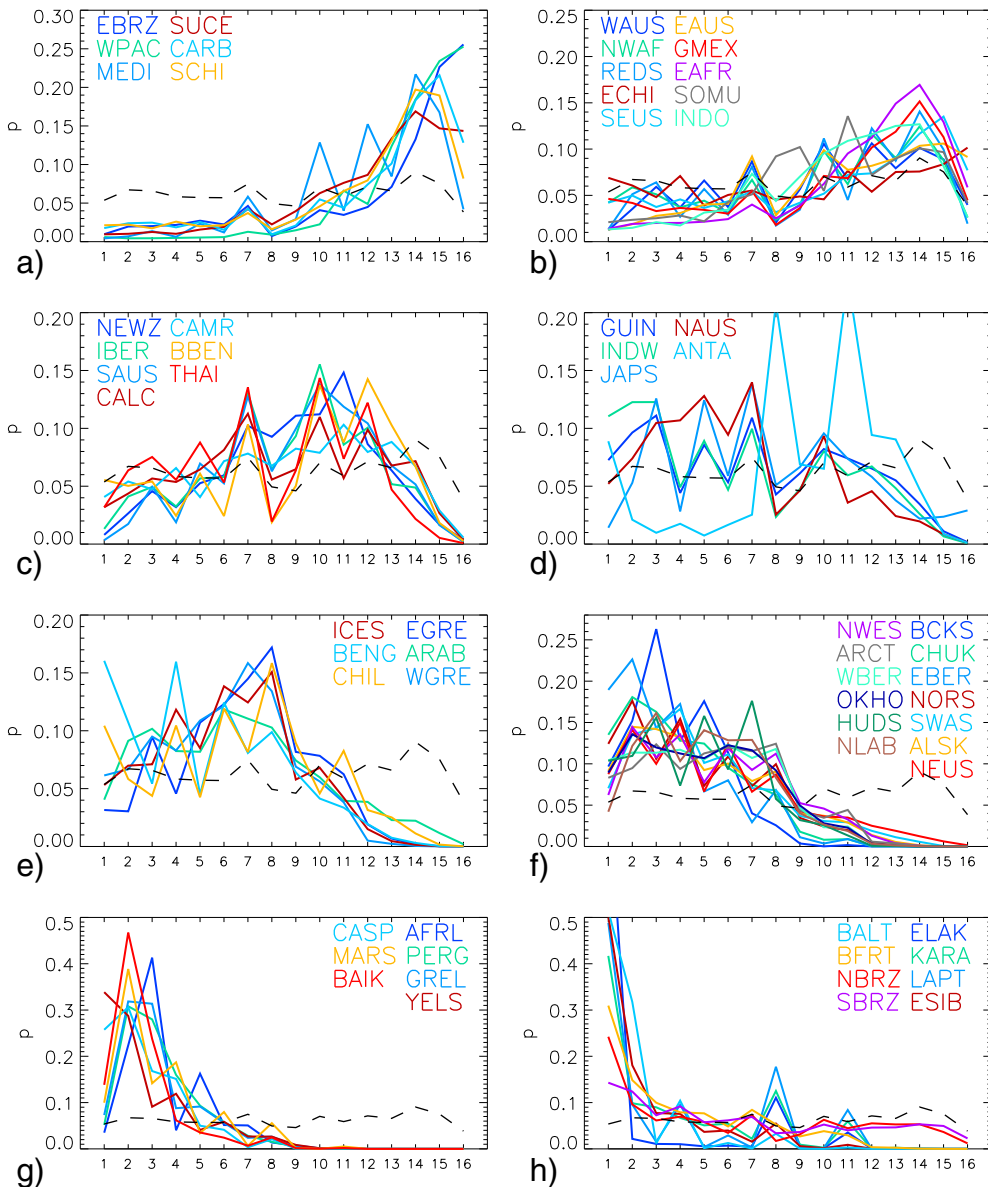 0.30
0.25
0.20
0.15
0.10
0.05
0.00
p
EBRZ SUCE
WPAC CARB
MEDI SCHI
1 2 3 4 5 6 7 8 9 10 11 12 13 14 15 16
a)
0.25
0.20
0.15
0.10
0.05
0.00
p
WAUS EAUS
NWAF GMEX
REDS EAFR
ECHI SOMU
SEUS INDO
1 2 3 4 5 6 7 8 9 10 11 12 13 14 15 16
b)
0.20
0.15
0.10
0.05
0.00
p
NEWZ CAMR
IBER BBEN
SAUS THAI
CALC
1 2 3 4 5 6 7 8 9 10 11 12 13 14 15 16
c)
0.20
0.15
0.10
0.05
0.00
p
GUIN NAUS
INDW ANTA
JAPS
1 2 3 4 5 6 7 8 9 10 11 12 13 14 15 16
d)
0.20
0.15
0.10
0.05
0.00
p
ICES EGRE
BENG ARAB
CHIL WGRE
1 2 3 4 5 6 7 8 9 10 11 12 13 14 15 16
e)
0.25
0.20
0.15
0.10
0.05
0.00
p
NWES BCKS
ARCT CHUK
WBER EBER
OKHO NORS
HUDS SWAS
NLAB ALSK
NEUS
1 2 3 4 5 6 7 8 9 10 11 12 13 14 15 16
f)
0.5
0.4
0.3
0.2
0.1
0.0
p
CASP AFRL
MARS PERG
BAIK GREL
YELS
1 2 3 4 5 6 7 8 9 10 11 12 13 14 15 16
g)
0.5
0.4
0.3
0.2
0.1
0.0
p
BALT ELAK
BFRT KARA
NBRZ LAPT
SBRZ ESIB
1 2 3 4 5 6 7 8 9 10 11 12 13 14 15 16
h)